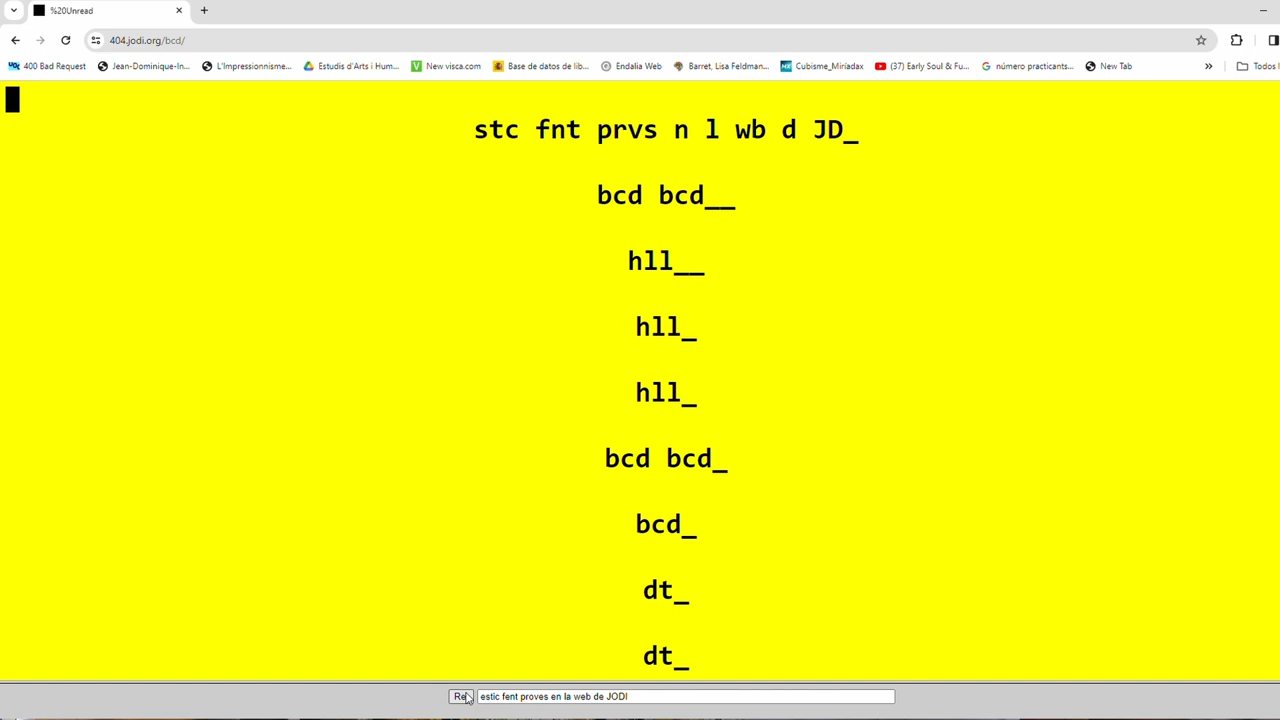 %20Unread
404.jodi.org/bcd/
400 Bad Request Jean-Dominique-In... L'Impressionnisme... Estudis d'Arts i Hum... New visca.com Base de datos de lib... Endalia Web Barret, Lisa Feldman... Cubisme_Miríadax (37) Early Soul & Fu... número practicants... New Tab » Todos l
stc fnt prvs n l wb d JD_
bcd bcd__
hll__
hll_
hll_
bcd bcd_
bcd_
dt_
dt_
Re estic fent proves en la web de JODI